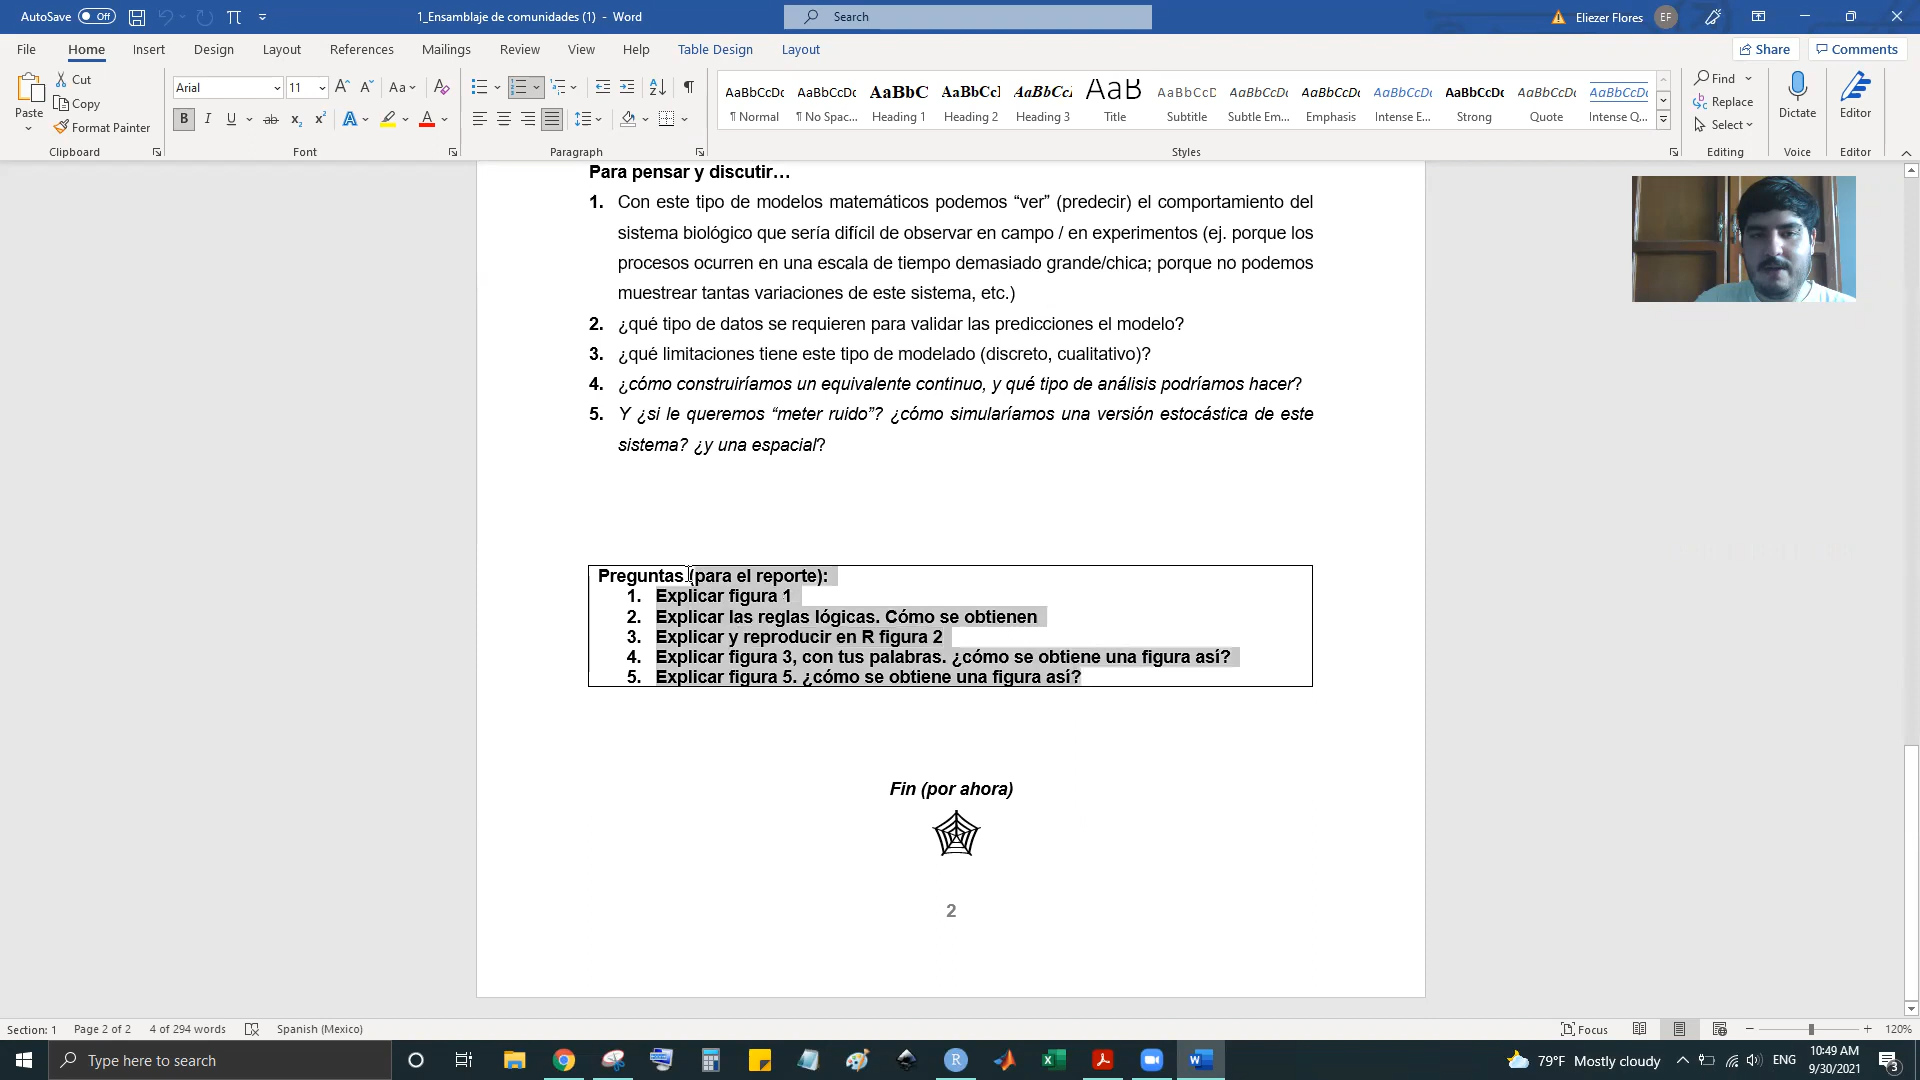 AutoSave Off 1_Ensamblaje de comunidades (1) - Word Search Eliezer Flores EF
File Home Insert Design Layout References Mailings Review View Help Table Design Layout Share Comments
Paste Cut Copy Format Painter
Clipboard
Arial 11 Aa
B I U ab x₂ x² A A
Font
Paragraph
AaBbCcDc AaBbCcDc AaBbC AaBbCcI AaBbCcI AaB AaBbCcD AaBbCcDc AaBbCcDc AaBbCcDc AaBbCcDc AaBbCcDc AaBbCcDc
¶ Normal ¶ No Spac... Heading 1 Heading 2 Heading 3 Title Subtitle Subtle Em... Emphasis Intense E... Strong Quote Intense Q...
Styles
Find
Replace
Select
Editing
Dictate
Voice
Editor
Editor
Para pensar y discutir…
1. Con este tipo de modelos matemáticos podemos “ver” (predecir) el comportamiento del
sistema biológico que sería difícil de observar en campo / en experimentos (ej. porque los
procesos ocurren en una escala de tiempo demasiado grande/chica; porque no podemos
muestrear tantas variaciones de este sistema, etc.)
2. ¿qué tipo de datos se requieren para validar las predicciones el modelo?
3. ¿qué limitaciones tiene este tipo de modelado (discreto, cualitativo)?
4. ¿cómo construiríamos un equivalente continuo, y qué tipo de análisis podríamos hacer?
5. Y ¿si le queremos “meter ruido”? ¿cómo simularíamos una versión estocástica de este
sistema? ¿y una espacial?
Preguntas (para el reporte):
1. Explicar figura 1
2. Explicar las reglas lógicas. Cómo se obtienen
3. Explicar y reproducir en R figura 2
4. Explicar figura 3, con tus palabras. ¿cómo se obtiene una figura así?
5. Explicar figura 5. ¿cómo se obtiene una figura así?
Fin (por ahora)
2
Section: 1 Page 2 of 2 4 of 294 words Spanish (Mexico) Focus 120%
Type here to search 79°F Mostly cloudy ENG 10:49 AM
9/30/2021 3